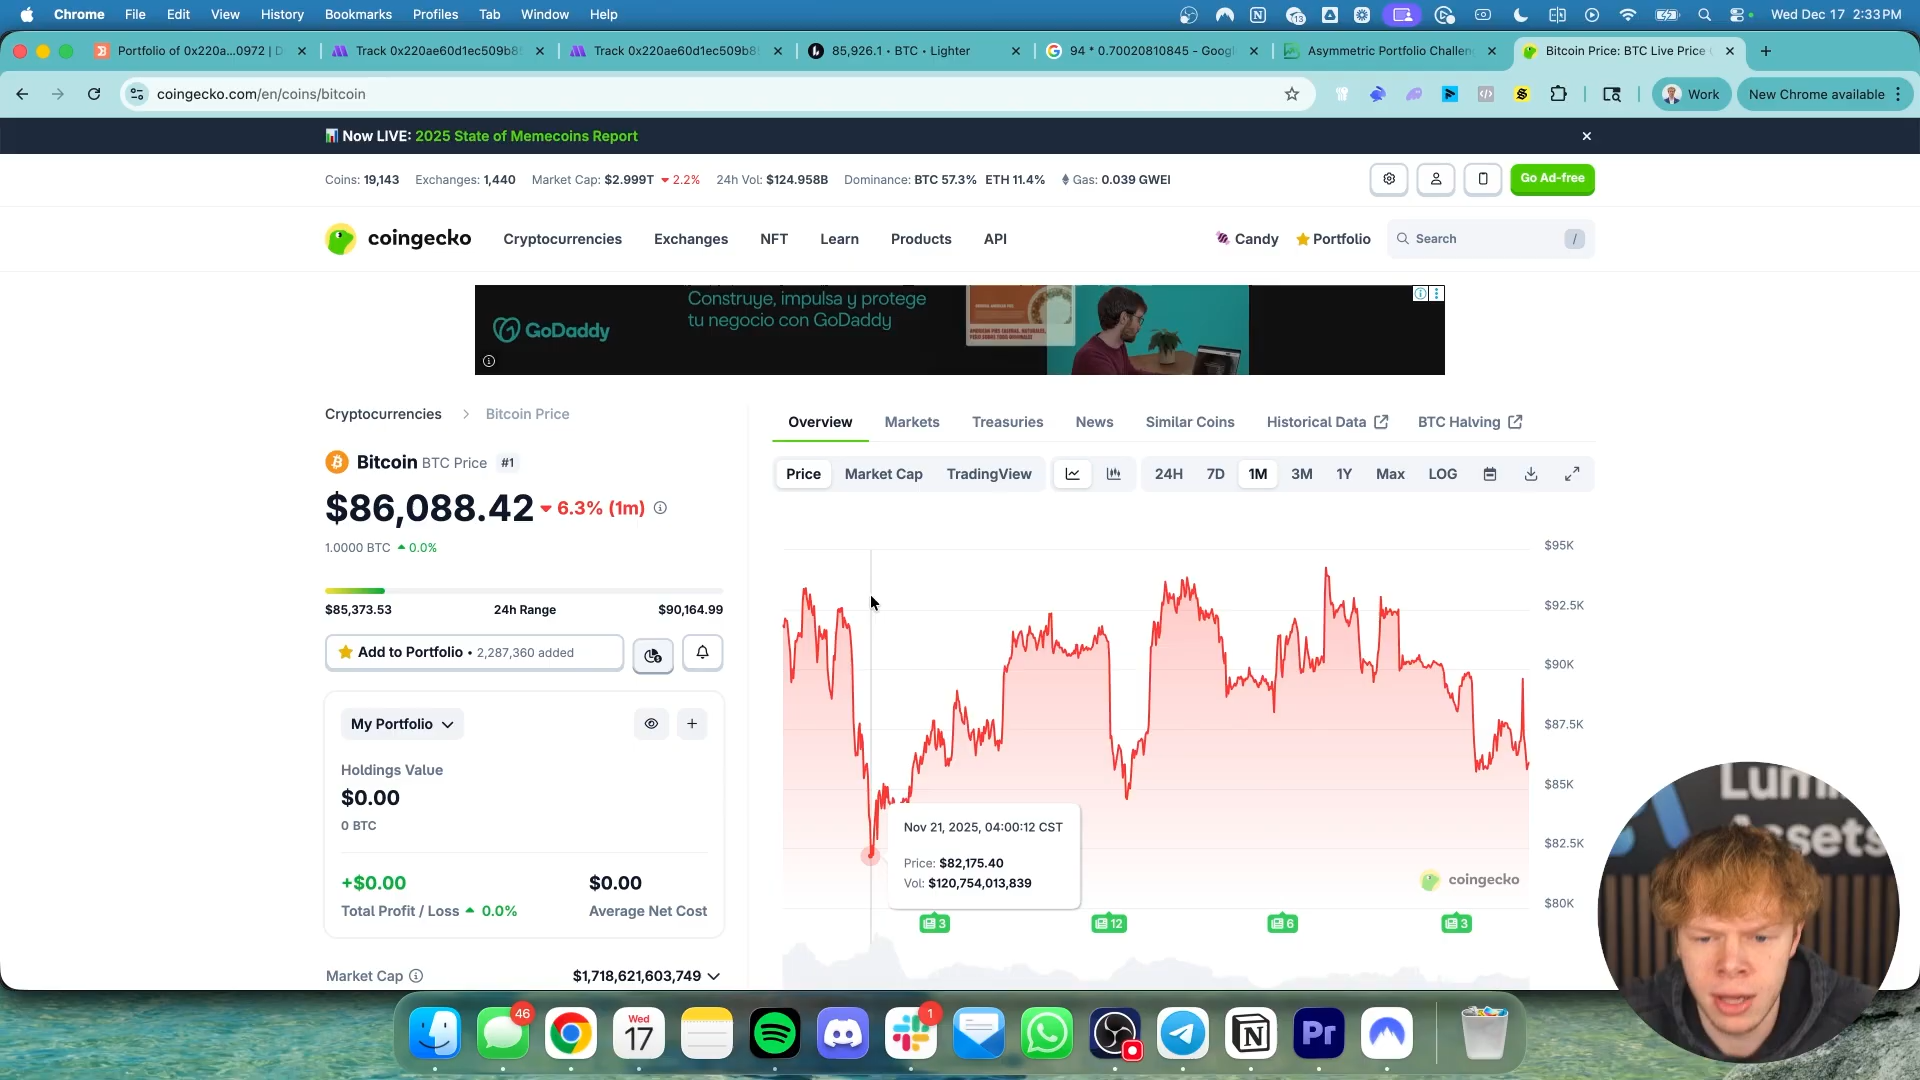 Chrome File Edit View History Bookmarks Profiles Tab Window Help
13
Wed Dec 17 2:33 PM
Portfolio of 0x220a...0972 | D
Track 0x220ae60d1ec509b8
Track 0x220ae60d1ec509b8
85,926.1 • BTC • Lighter
94 * 0.70020810845 - Googl
Asymmetric Portfolio Challen
Bitcoin Price: BTC Live Price
coingecko.com/en/coins/bitcoin
Work
New Chrome available
Now LIVE: 2025 State of Memecoins Report
Coins: 19,143 Exchanges: 1,440 Market Cap: $2.999T 2.2% 24h Vol: $124.958B Dominance: BTC 57.3% ETH 11.4% Gas: 0.039 GWEI
Go Ad-free
coingecko
Cryptocurrencies Exchanges NFT Learn Products API
Candy Portfolio
Search /
Construye, impulsa y protege
tu negocio con GoDaddy
GoDaddy
Cryptocurrencies > Bitcoin Price
Overview Markets Treasuries News Similar Coins Historical Data BTC Halving
Bitcoin BTC Price #1
Price Market Cap TradingView
24H 7D 1M 3M 1Y Max LOG
$86,088.42 6.3% (1m)
1.0000 BTC 0.0%
$85,373.53 24h Range $90,164.99
Add to Portfolio • 2,287,360 added
My Portfolio
Holdings Value
$0.00
0 BTC
+$0.00
Total Profit / Loss 0.0%
$0.00
Average Net Cost
Market Cap $1,718,621,603,749
$95K
$92.5K
$90K
$87.5K
$85K
$82.5K
$80K
Nov 21, 2025, 04:00:12 CST
Price: $82,175.40
Vol: $120,754,013,839
coingecko
3
12
6
3
Assets
46
Wed
17
1
Pr